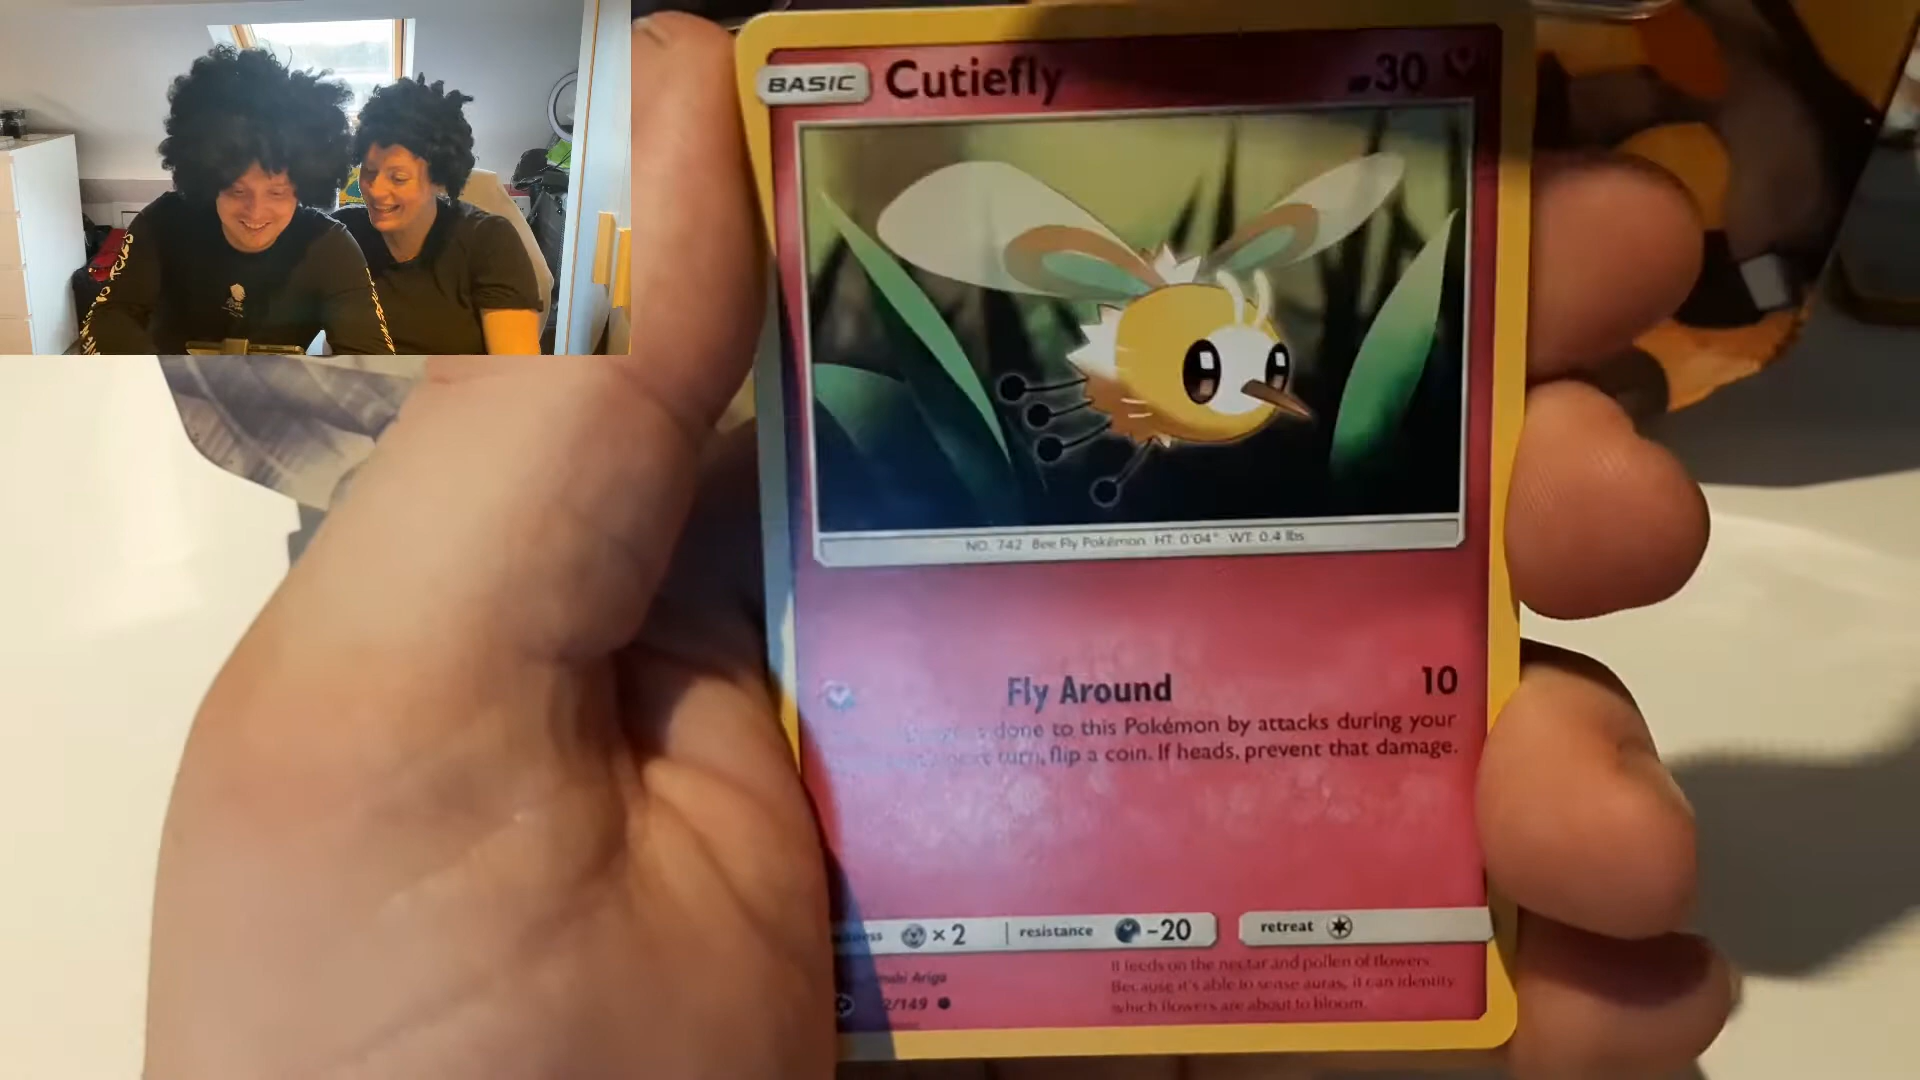 BASIC Cutiefly 30
NO. 742 Bee Fly Pokémon HT: 0'04" WT: 0.4 lbs
Fly Around 10
done to this Pokémon by attacks during your
next turn, flip a coin. If heads, prevent that damage.
×2 resistance -20 retreat
Ariga
It feeds on the nectar and pollen of flowers.
Because it's able to sense auras, it can identify
which flowers are about to bloom.
/149